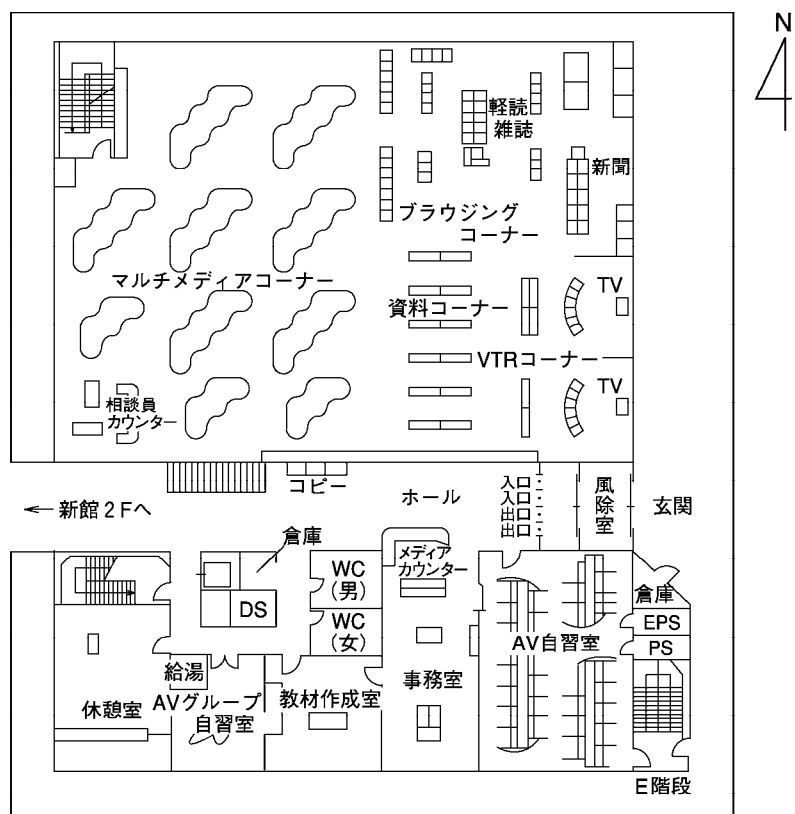 N
軽読
雑誌
新聞
ブラウジング
コーナー
マルチメディアコーナー
資料コーナー
TV
VTRコーナー
TV
相談員
カウンター
コピー
ホール
入口
入口
出口
出口
風除室
玄関
← 新館2Fへ
倉庫
メディア
カウンター
WC
(男)
DS
WC
(女)
倉庫
EPS
PS
AV自習室
給湯
休憩室
AVグループ
自習室
教材作成室
事務室
E階段